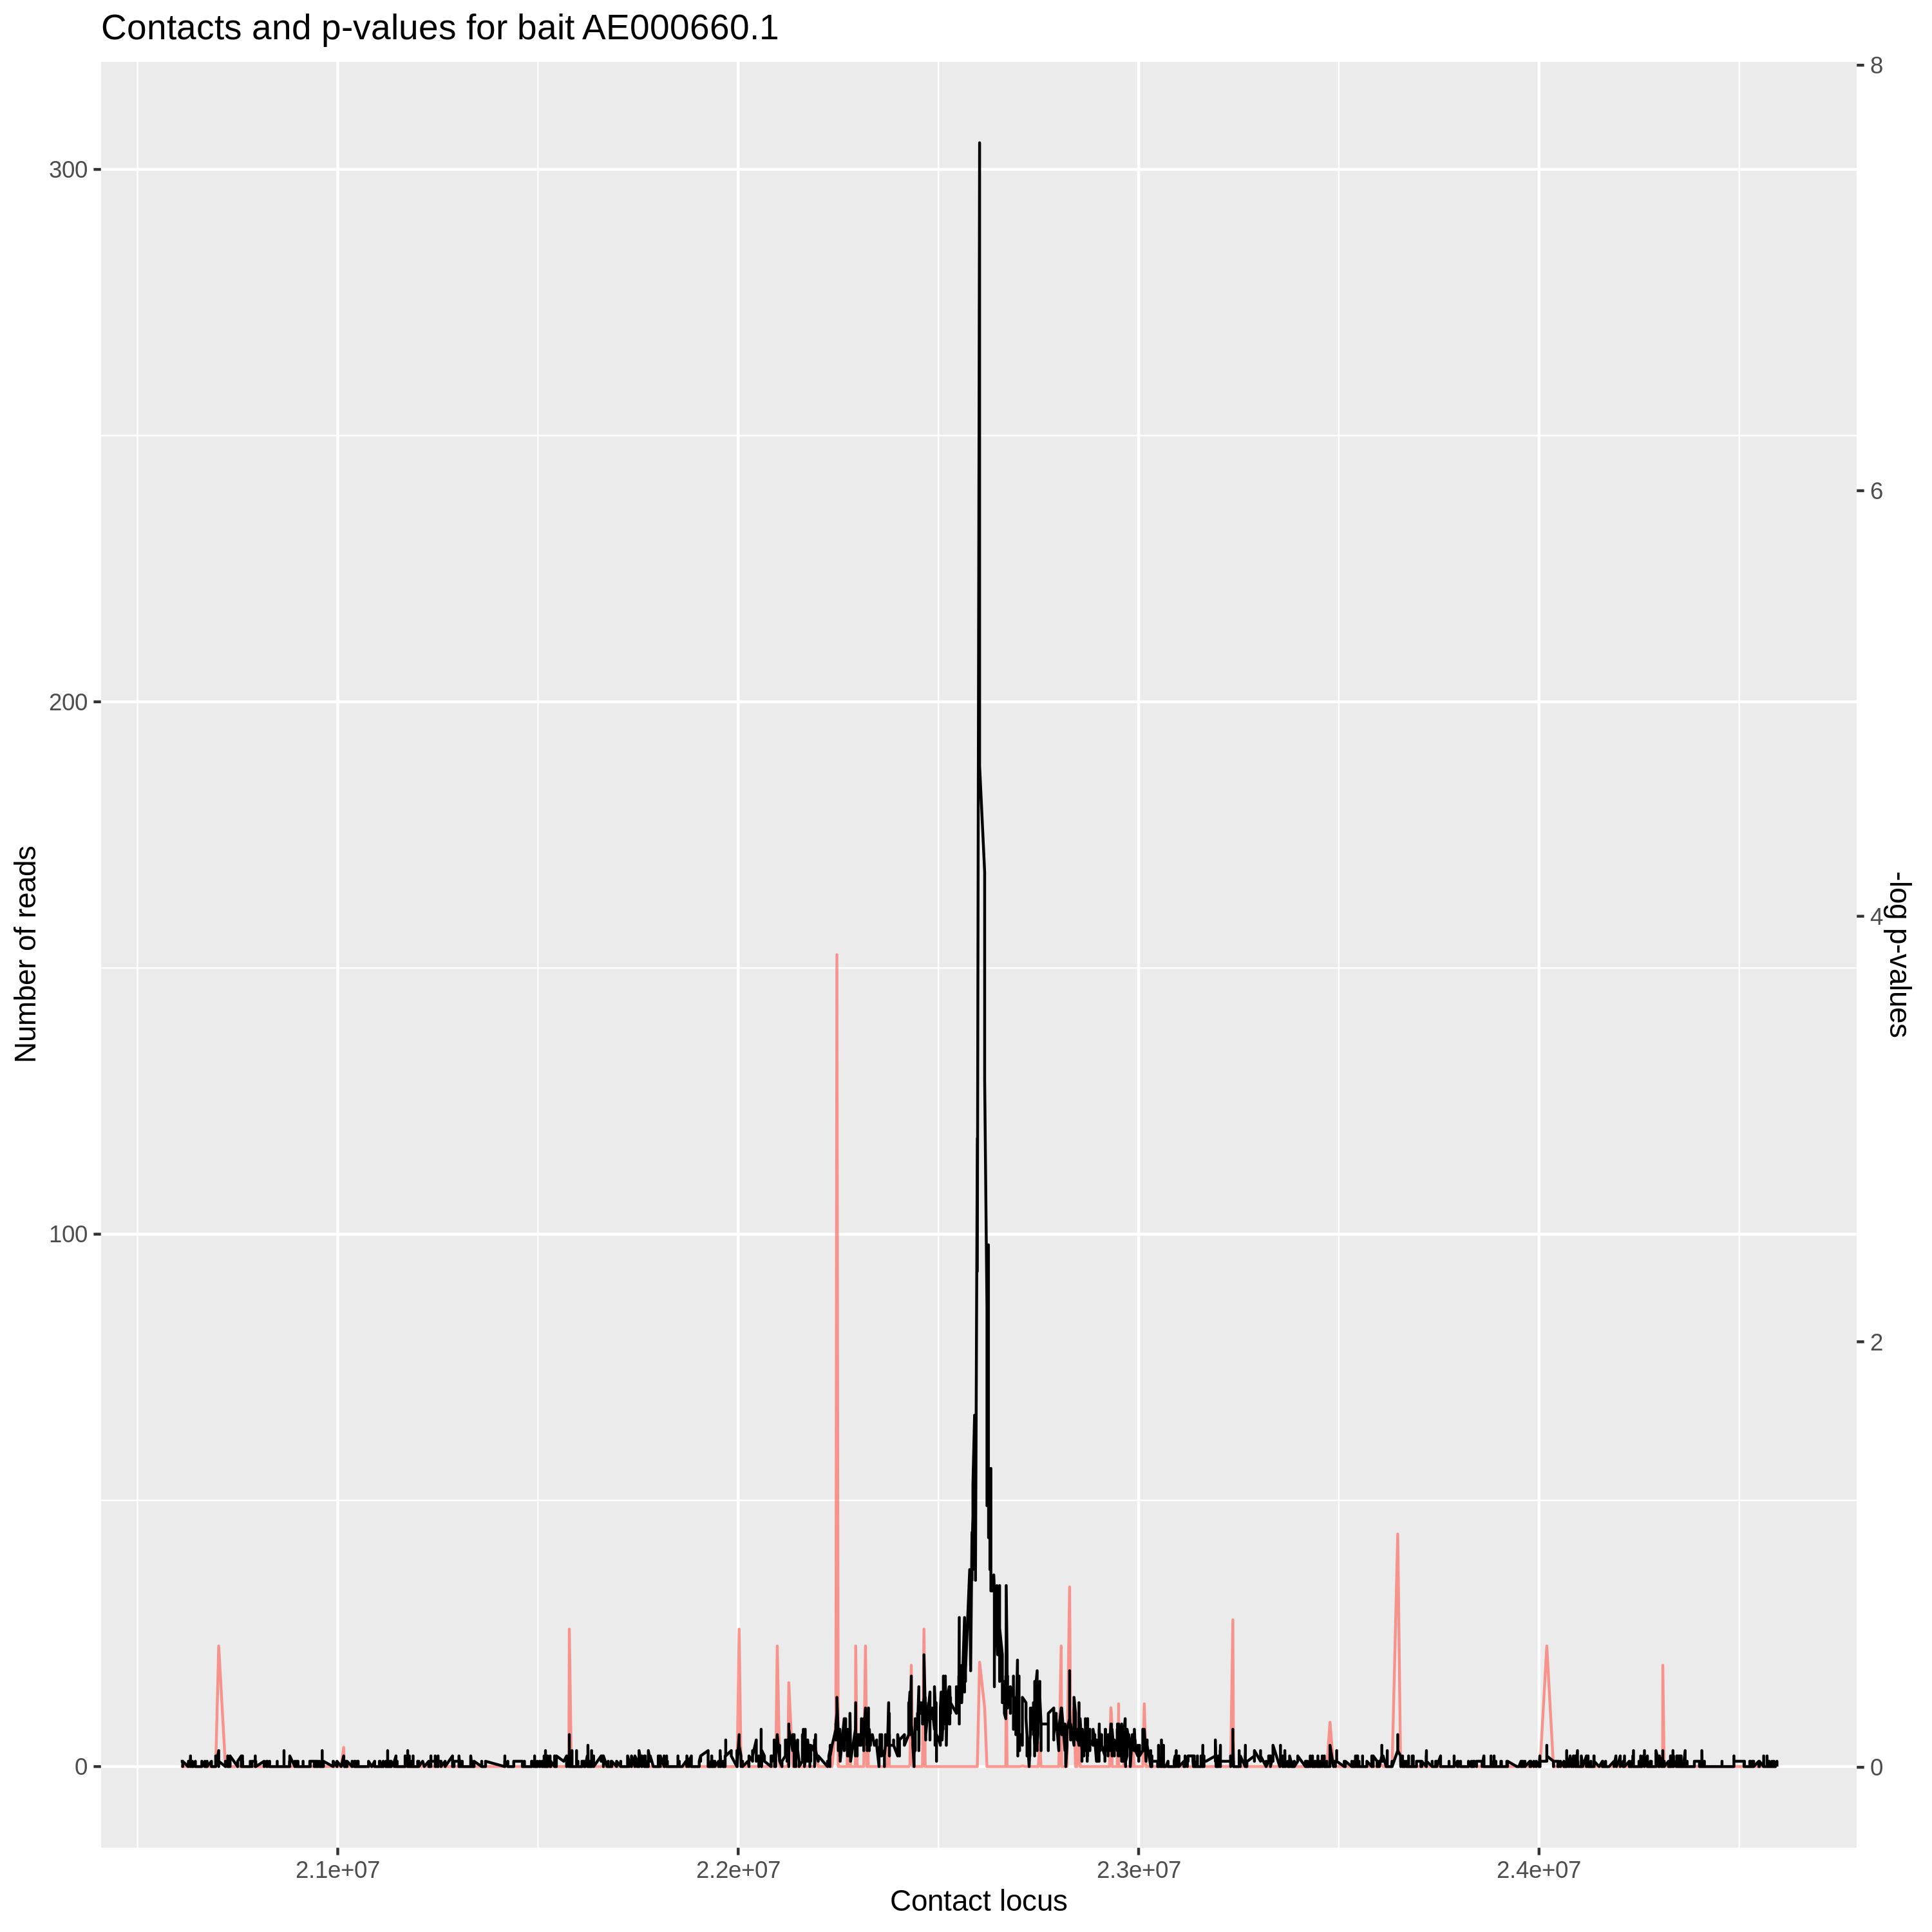 Contacts and p-values for bait AE000660.1
8
300
6
200
Number of reads
4
-log p-values
100
2
0
0
2.1e+07
2.2e+07
2.3e+07
2.4e+07
Contact locus